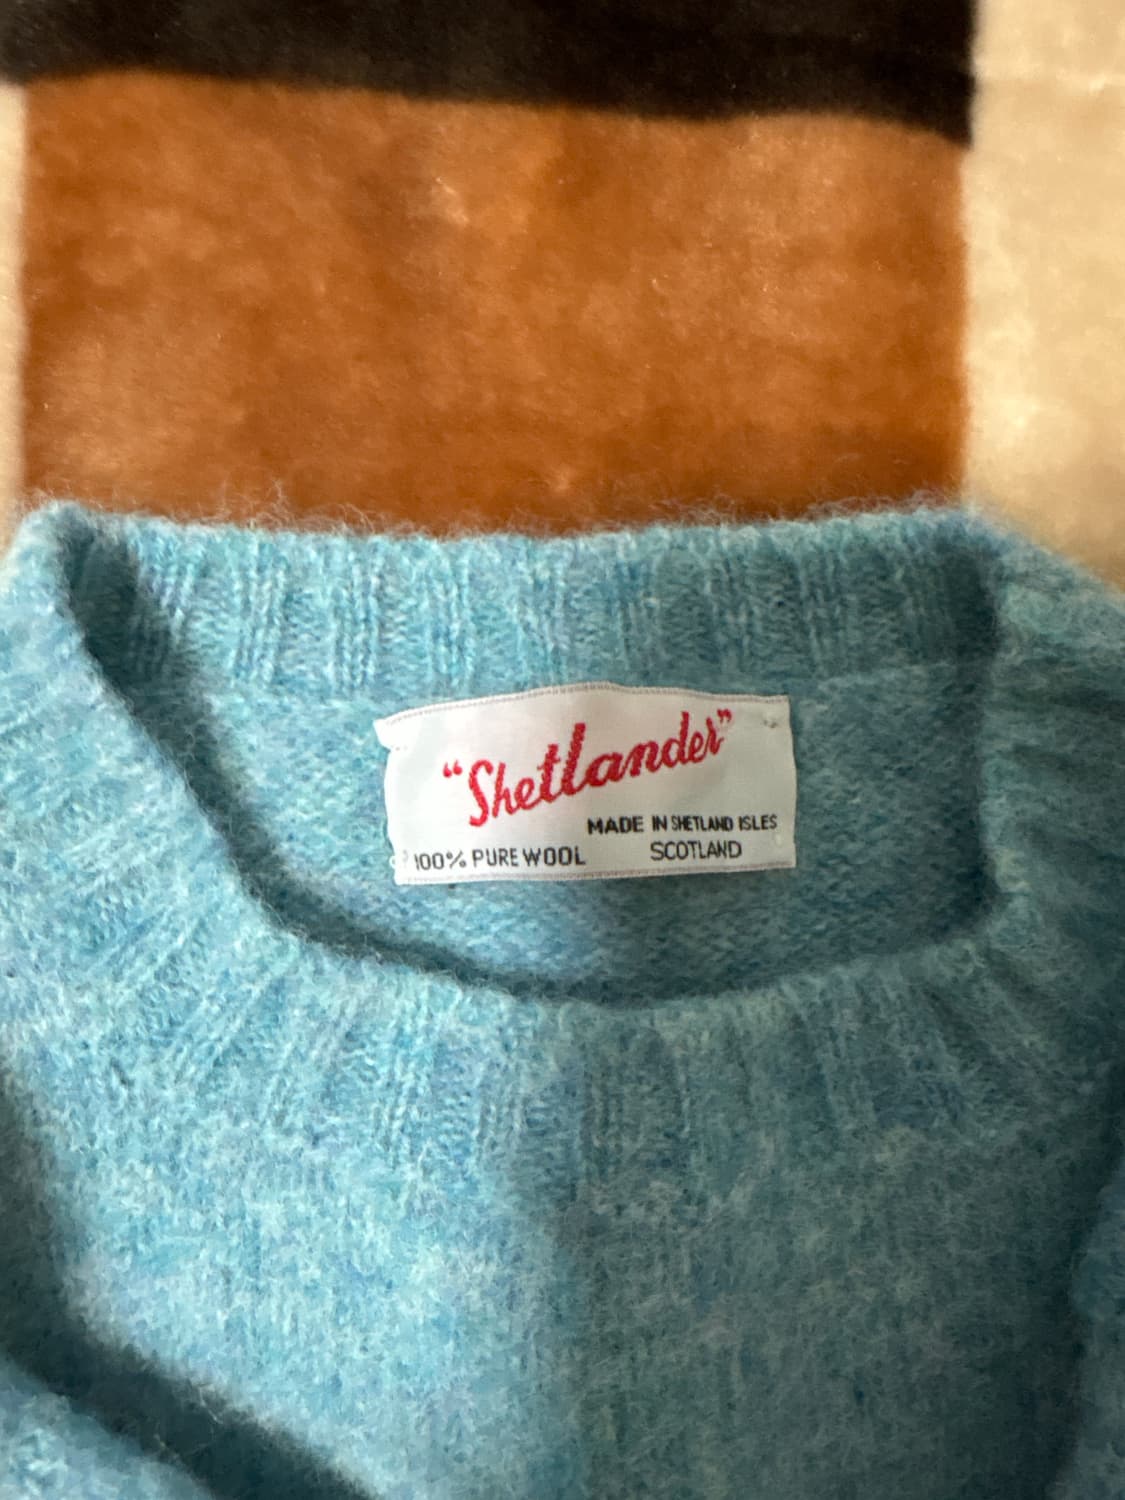 "Shetlander"
MADE IN SHETLAND ISLES
100% PURE WOOL SCOTLAND